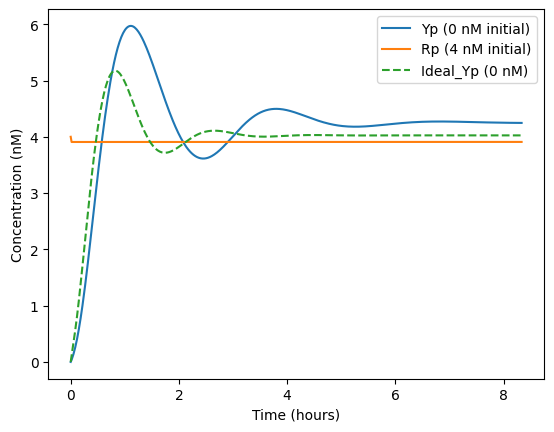 Yp (0 nM initial)
Rp (4 nM initial)
Ideal_Yp (0 nM)
Concentration (nM)
6
5
4
3
2
1
0
0 2 4 6 8
Time (hours)